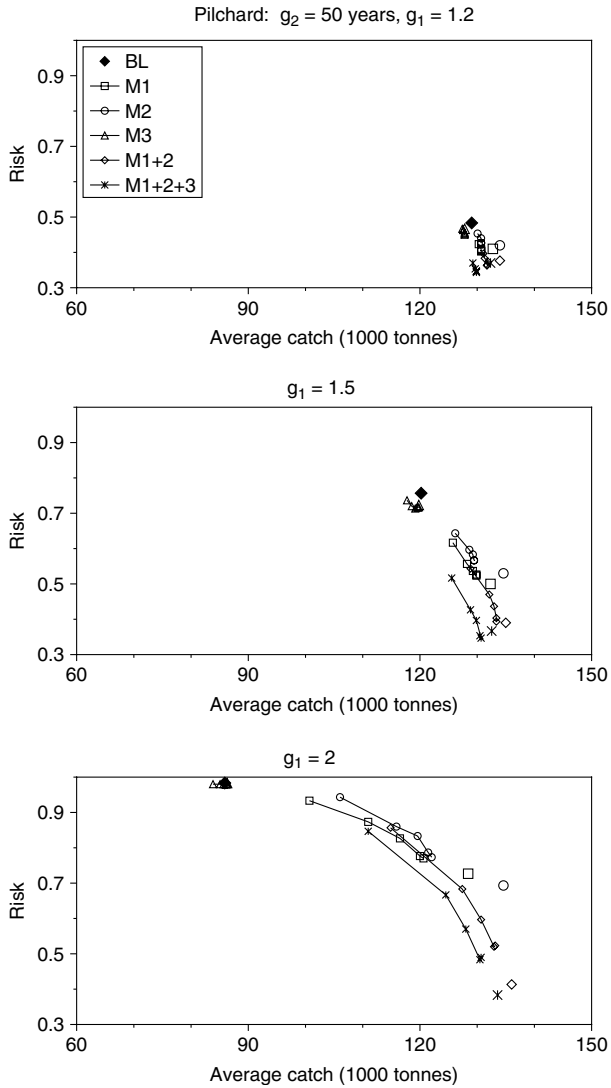 Pilchard: g₂ = 50 years, g₁ = 1.2
0.9
0.7
0.5
0.3
Risk
BL
M1
M2
M3
M1+2
M1+2+3
60
90
120
150
Average catch (1000 tonnes)
g₁ = 1.5
0.9
0.7
0.5
0.3
Risk
60
90
120
150
Average catch (1000 tonnes)
g₁ = 2
0.9
0.7
0.5
0.3
Risk
60
90
120
150
Average catch (1000 tonnes)